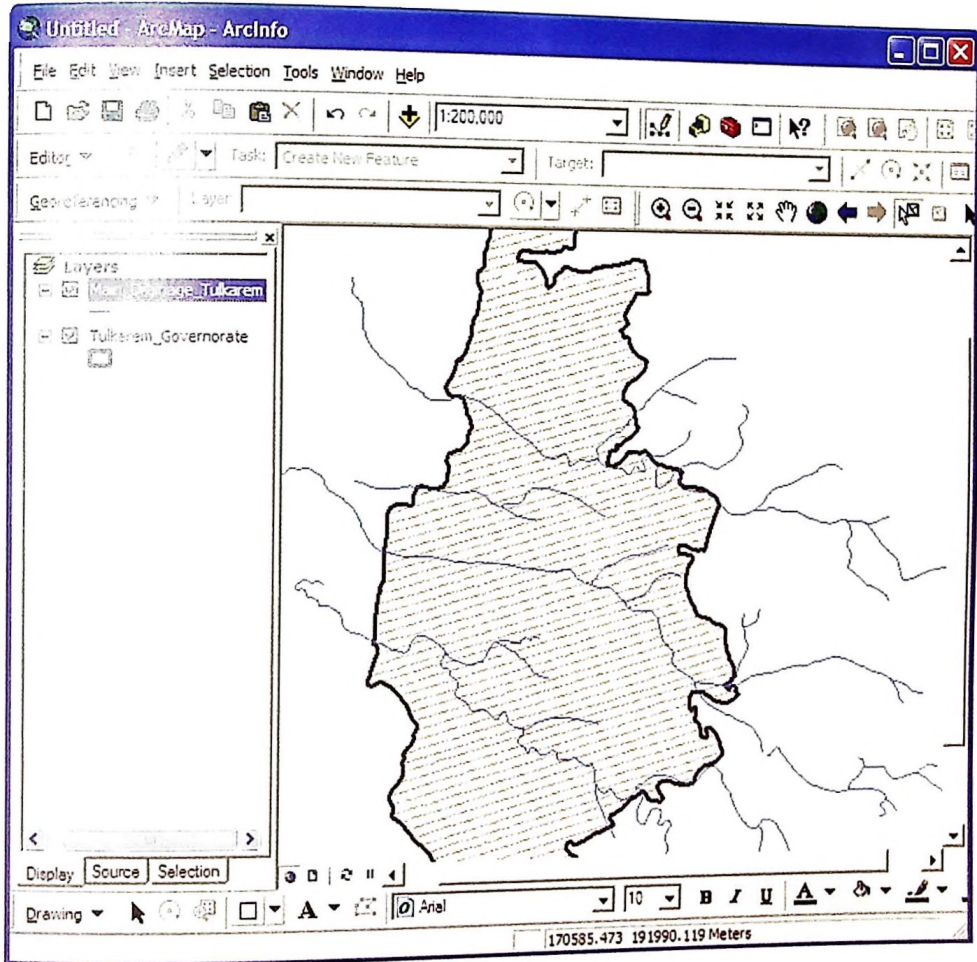 Untitled - ArcMap - ArcInfo
File Edit View Insert Selection Tools Window Help
1:200,000
Editor Task: Create New Feature Target:
Georeferencing Layer:
Layers
Main_Drainage_Tulkarem
Tulkarem_Governorate
Display Source Selection
Drawing A Arial 10 B I U A
170585.473 191990.119 Meters